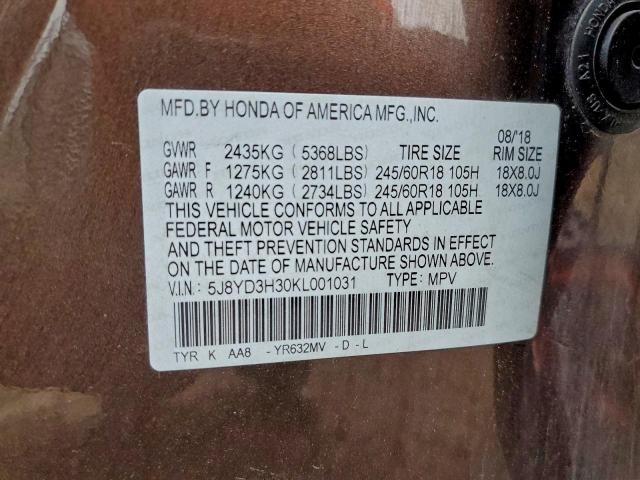 MFD.BY HONDA OF AMERICA MFG.,INC.
08/'18
GVWR 2435KG (5368LBS) TIRE SIZE RIM SIZE
GAWR F 1275KG (2811LBS) 245/60R18 105H 18X8.0J
GAWR R 1240KG (2734LBS) 245/60R18 105H 18X8.0J
THIS VEHICLE CONFORMS TO ALL APPLICABLE
FEDERAL MOTOR VEHICLE SAFETY
AND THEFT PREVENTION STANDARDS IN EFFECT
ON THE DATE OF MANUFACTURE SHOWN ABOVE.
V.I.N: 5J8YD3H30KL001031 TYPE: MPV
TYR K AA8 -YR632MV -D-L
HONDA